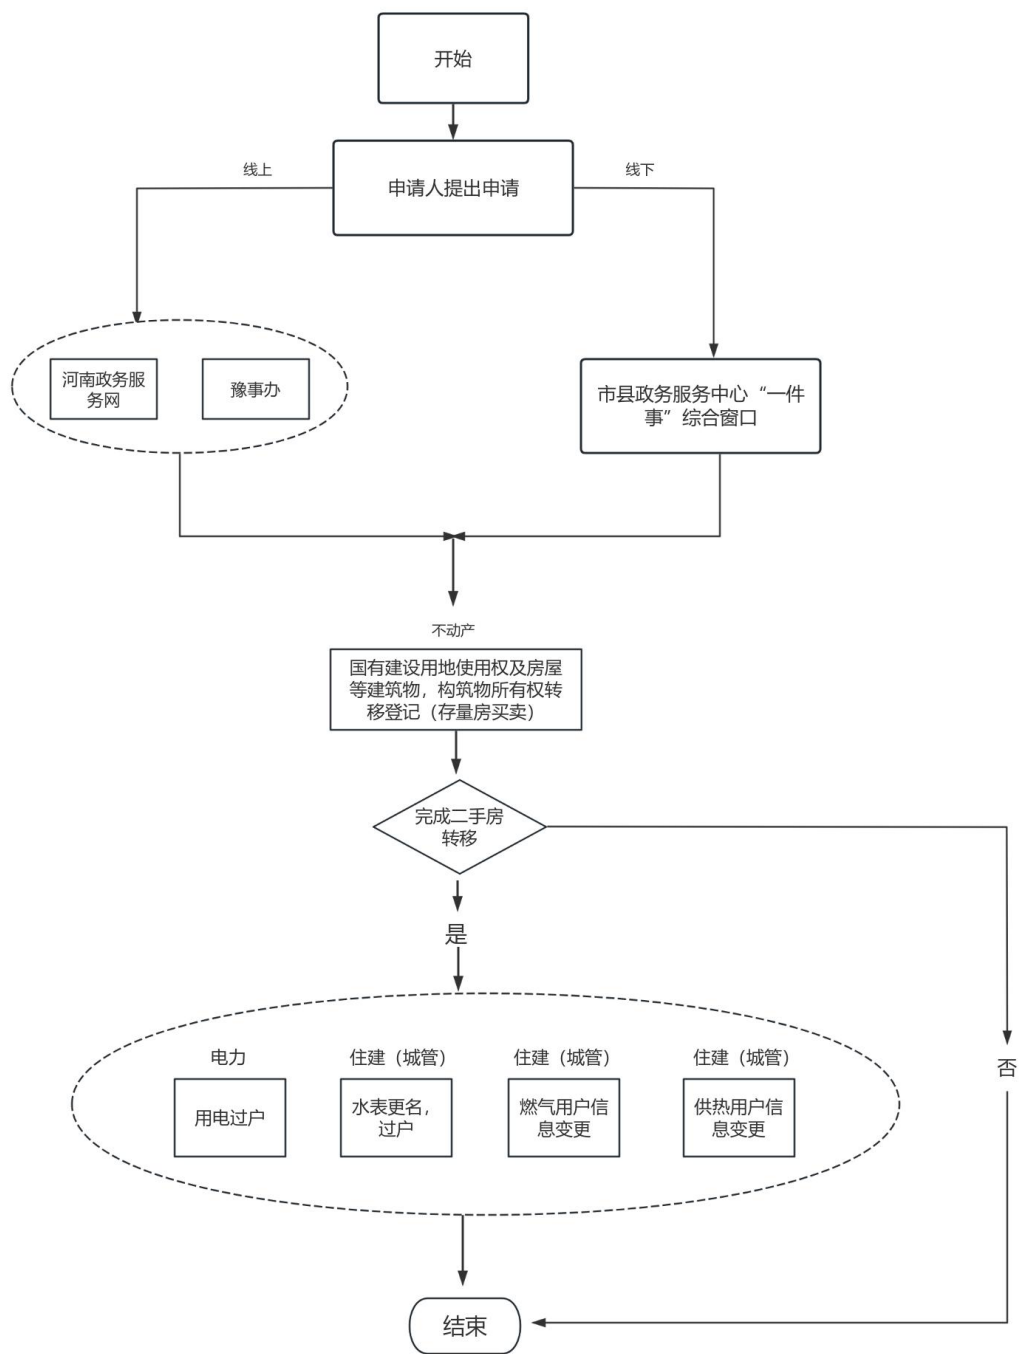 开始
线上
申请人提出申请
线下
河南政务服
务网
豫事办
市县政务服务中心“一件
事”综合窗口
不动产
国有建设用地使用权及房屋
等建筑物，构筑物所有权转
移登记（存量房买卖）
完成二手房
转移
是
否
电力
用电过户
住建（城管）
水表更名，
过户
住建（城管）
燃气用户信
息变更
住建（城管）
供热用户信
息变更
结束